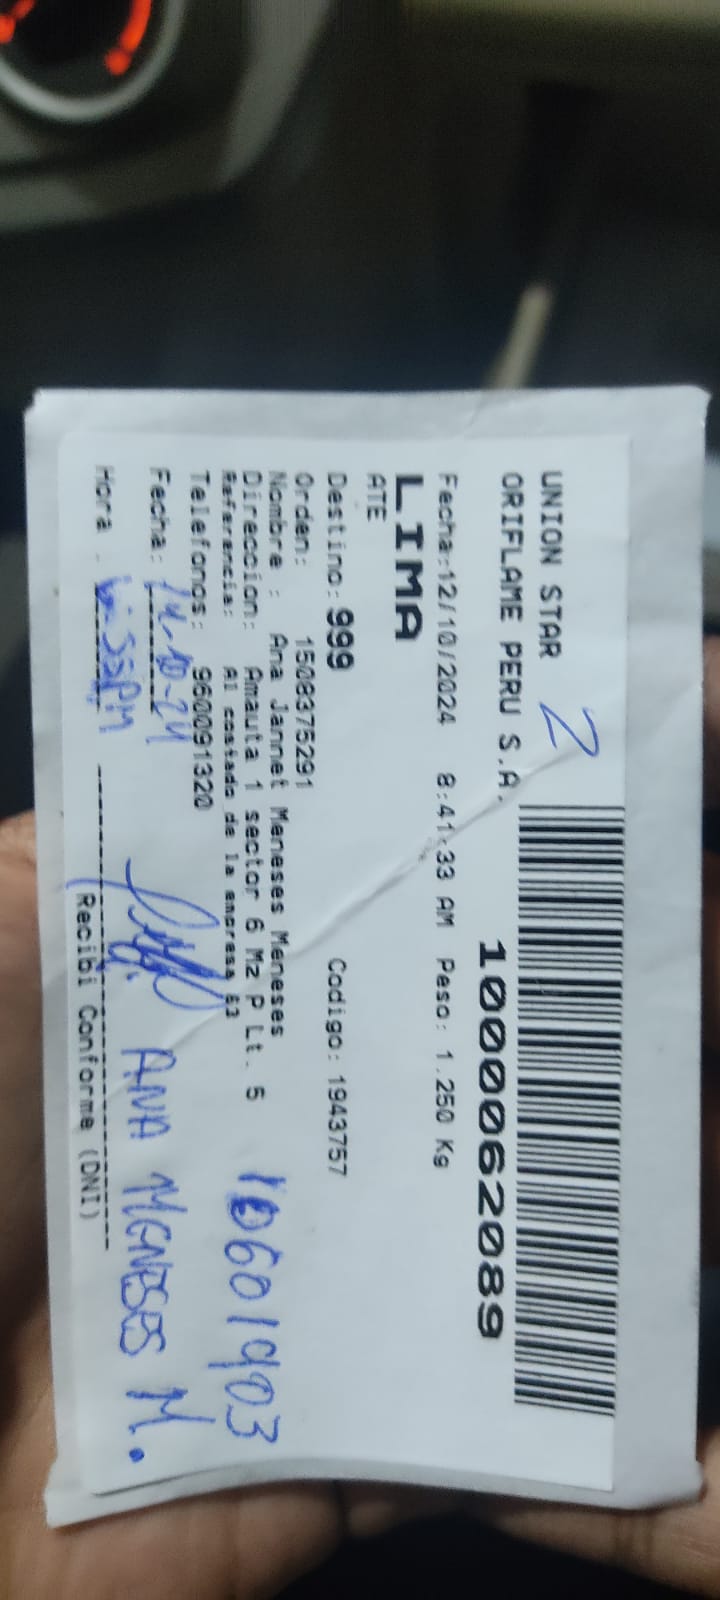 UNION STAR 2
ORIFLAME PERU S.A.
1000062089
Fecha:12/10/2024 8:41:33 AM Peso: 1.250 Kg
LIMA
ATE
Destino: 999 Codigo: 1943757
Orden: 1508375291
Nombre : Ana Jannet Meneses Meneses
Direccion: Amauta 1 sector 6 Mz P Lt. 5
Referencia: Al costado de la empresa 63
Telefonos: 960091320 10601903
Fecha: 14-10-24
Hora : 55PM ANA MENESES M.
(Recibi Conforme (DNI)